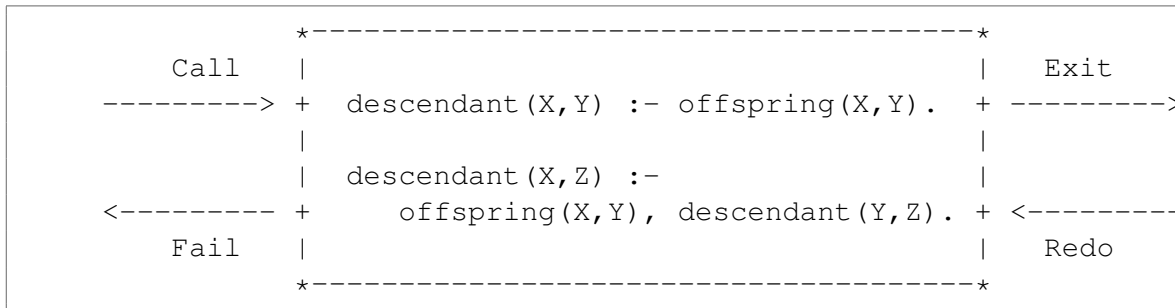 *--------------------------------------*
Call | | Exit
---------> + descendant(X,Y) :- offspring(X,Y). + --------->
| |
| descendant(X,Z) :- |
<--------- + offspring(X,Y), descendant(Y,Z). + <---------
Fail | | Redo
*--------------------------------------*